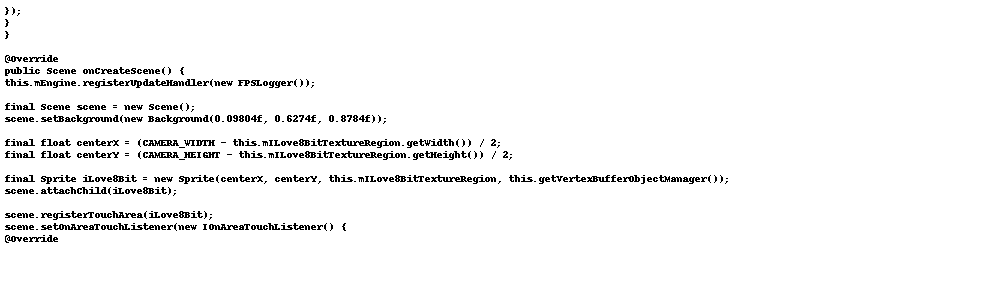 });
}
}
@Override
public Scene onCreateScene() {
this.mEngine.registerUpdateHandler(new FPSLogger());
final Scene scene = new Scene();
scene.setBackground(new Background(0.09804f, 0.6274f, 0.8784f));
final float centerX = (CAMERA_WIDTH - this.mILove8BitTextureRegion.getWidth()) / 2;
final float centerY = (CAMERA_HEIGHT - this.mILove8BitTextureRegion.getHeight()) / 2;
final Sprite iLove8Bit = new Sprite(centerX, centerY, this.mILove8BitTextureRegion, this.getVertexBufferObjectManager());
scene.attachChild(iLove8Bit);
scene.registerTouchArea(iLove8Bit);
scene.setOnAreaTouchListener(new IOnAreaTouchListener() {
@Override